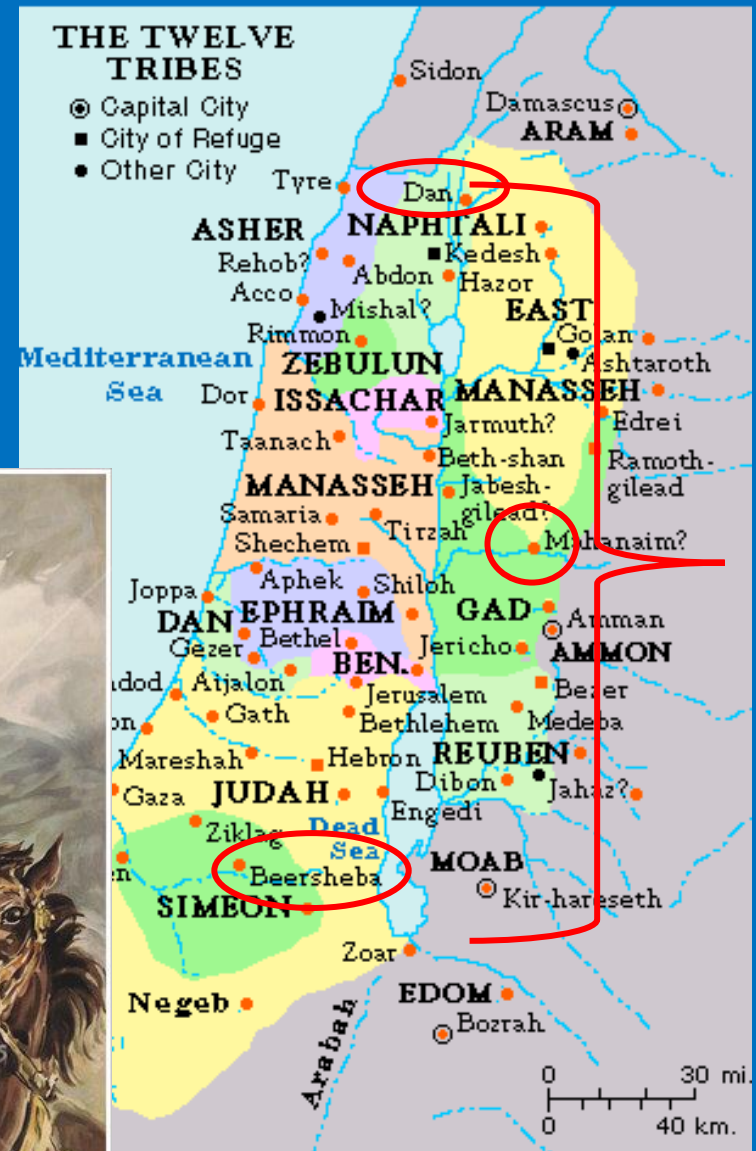 THE TWELVE
TRIBES
Capital City
City of Refuge
Other City
Sidon
Damascus
ARAM
Tyre
Dan
ASHER
NAPHTALI
Rehob?
Kedesh
Abdon
Hazor
Acco
Mishal?
EAST
Rimmon
Golan
Mediterranean
Sea
ZEBULUN
Ashtaroth
Dor
ISSACHAR
MANASSEH
Jarmuth?
Edrei
Taanach
Beth-shan
Ramoth-
gilead
MANASSEH
Jabesh-
gilead?
Samaria
Tirzah
Shechem
Mahanaim?
Joppa
Aphek
Shiloh
DAN
EPHRAIM
GAD
Amman
Gezer
Bethel
Jericho
AMMON
BEN.
dod
Aijalon
Jerusalem
Bezer
on
Gath
Bethlehem
Medeba
Mareshah
Hebron
REUBEN
Gaza
JUDAH
Dibon
Jahaz?
Engedi
Ziklag
Dead
Sea
en
Beersheba
MOAB
SIMEON
Kir-hareseth
Zoar
Negeb
EDOM
Arabah
Bozrah
0 30 mi.
0 40 km.